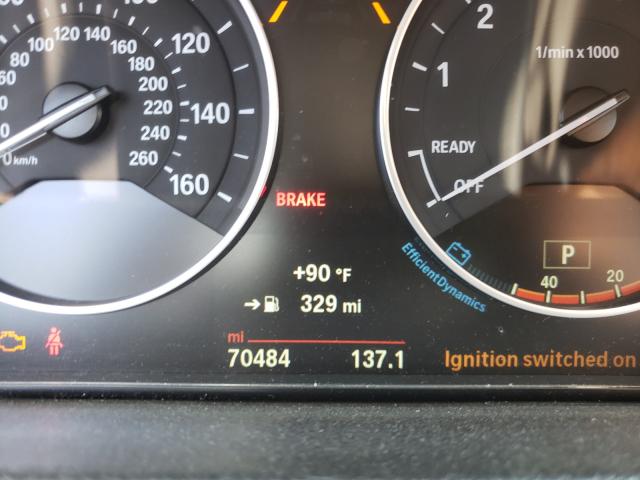 120
140
160
80 100 120 140
160
180
200
220
240
260
km/h
BRAKE
+90 °F
329 mi
mi
70484 137.1
1
2
1/min x 1000
READY
OFF
P
EfficientDynamics
40 20
Ignition switched on